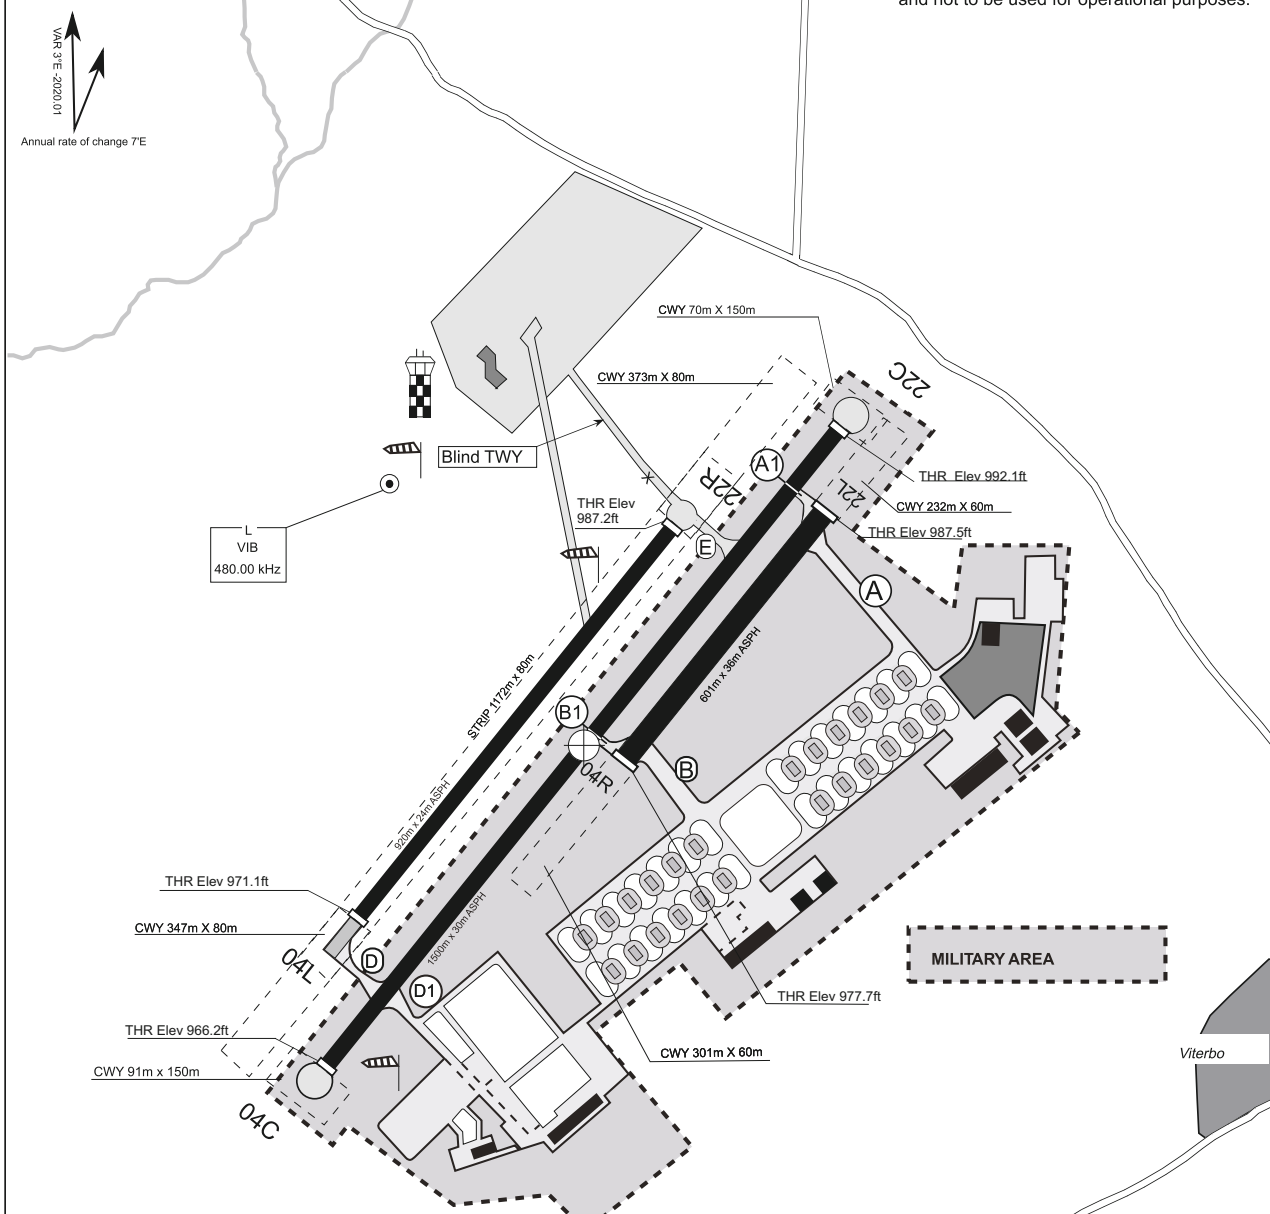 and not to be used for operational purposes.
VAR 3°E -2020.01
Annual rate of change 7'E
CWY 70m X 150m
22C
CWY 373m X 80m
Blind TWY
A1
22R
THR Elev 992.1ft
22L
THR Elev
987.2ft
CWY 232m X 60m
THR Elev 987.5ft
L
VIB
480.00 kHz
E
A
STRIP 1172m x 80m
601m x 36m ASPH
B1
04R
B
920m x 24m ASPH
THR Elev 971.1ft
1500m x 30m ASPH
CWY 347m X 80m
04L
D
MILITARY AREA
D1
THR Elev 977.7ft
THR Elev 966.2ft
CWY 301m X 60m
Viterbo
CWY 91m x 150m
04C